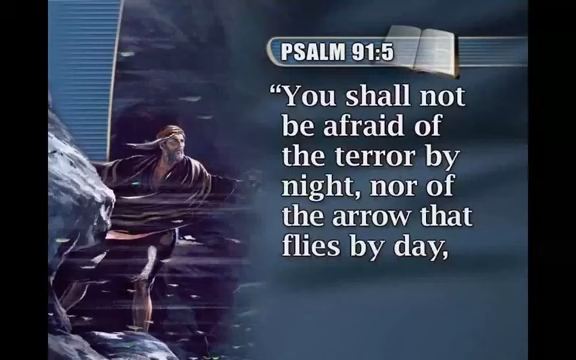 PSALM 91:5
“You shall not
be afraid of
the terror by
night, nor of
the arrow that
flies by day,